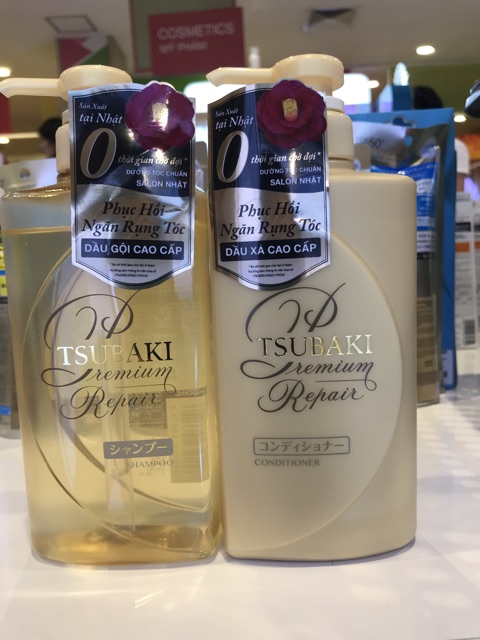 COSMETICS
MỸ PHẨM
Sản Xuất
tại Nhật
0
thời gian chờ đợi*
DƯỠNG TÓC CHUẨN
SALON NHẬT
Phục Hồi
Ngăn Rụng Tóc
DẦU GỘI CAO CẤP
TSUBAKI
Premium
Repair
シャンプー
SHAMPOO
Sản Xuất
tại Nhật
0
thời gian chờ đợi*
DƯỠNG TÓC CHUẨN
SALON NHẬT
Phục Hồi
Ngăn Rụng Tóc
DẦU XẢ CAO CẤP
TSUBAKI
Premium
Repair
コンディショナー
CONDITIONER